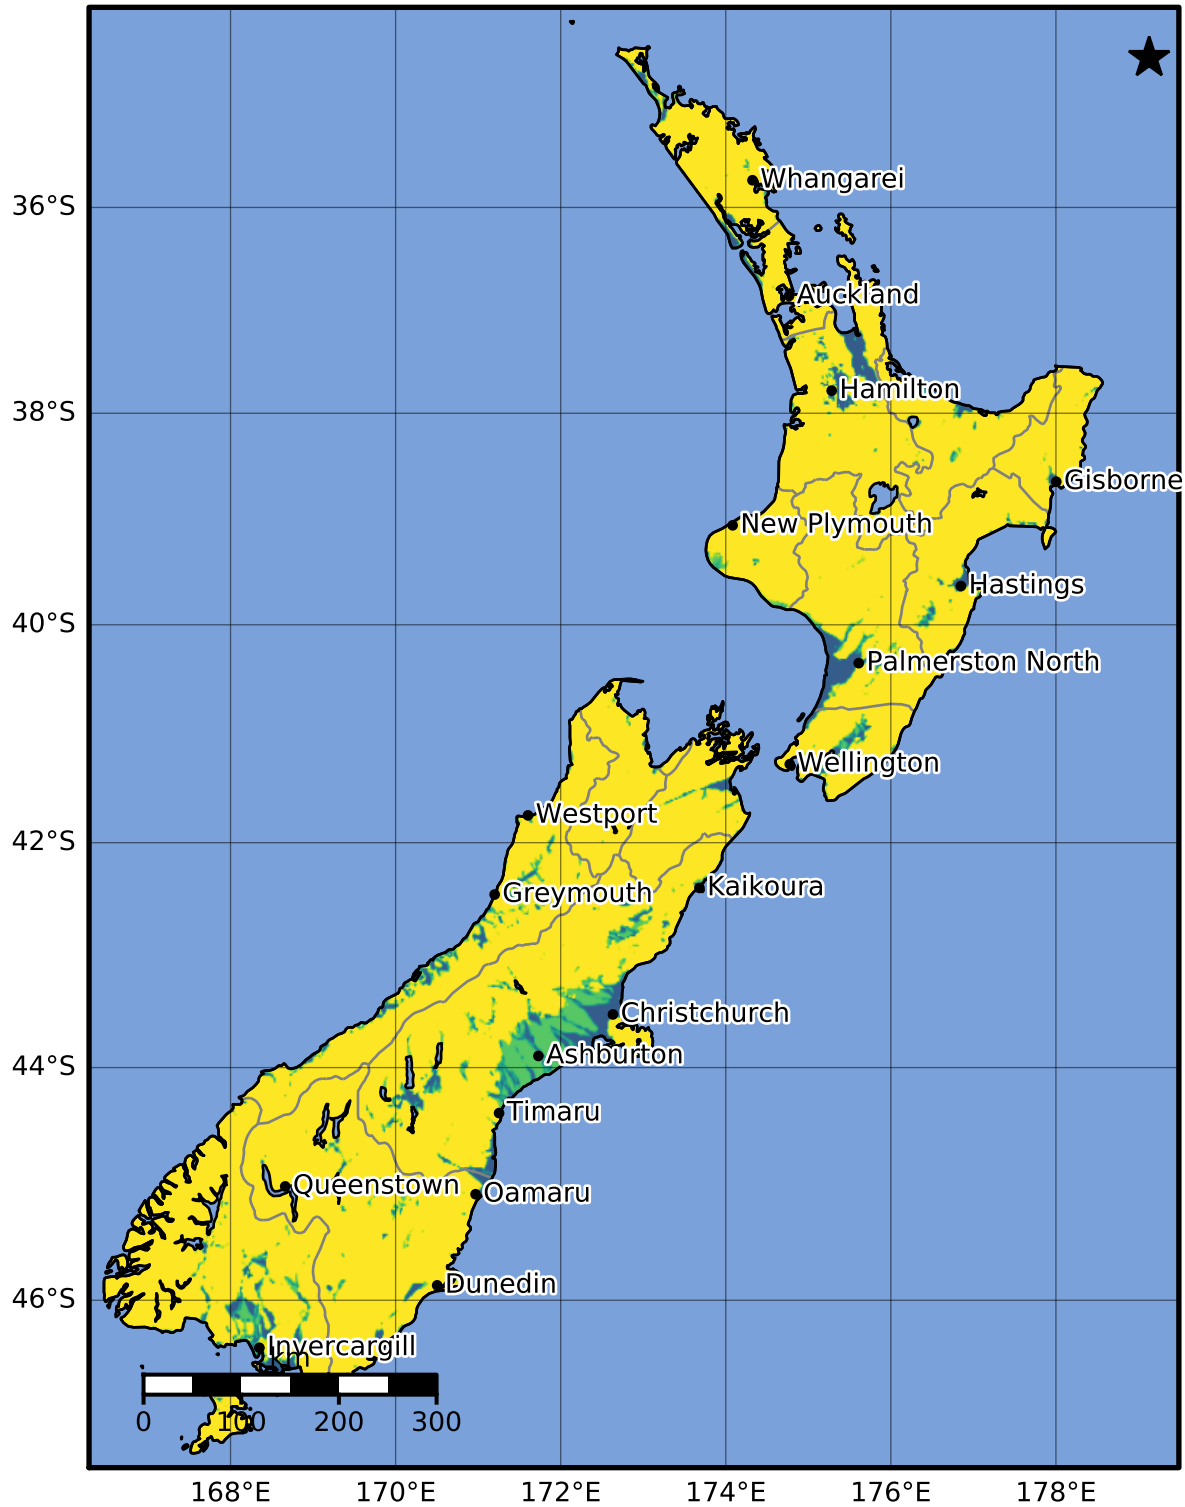 Whangarei
36°S
Auckland
Hamilton
38°S
Gisborne
New Plymouth
Hastings
40°S
Palmerston North
Wellington
Westport
42°S
Kaikoura
Greymouth
Christchurch
Ashburton
44°S
Timaru
Queenstown
Oamaru
Dunedin
46°S
Invercargill
km
0 100 200 300
168°E 170°E 172°E 174°E 176°E 178°E